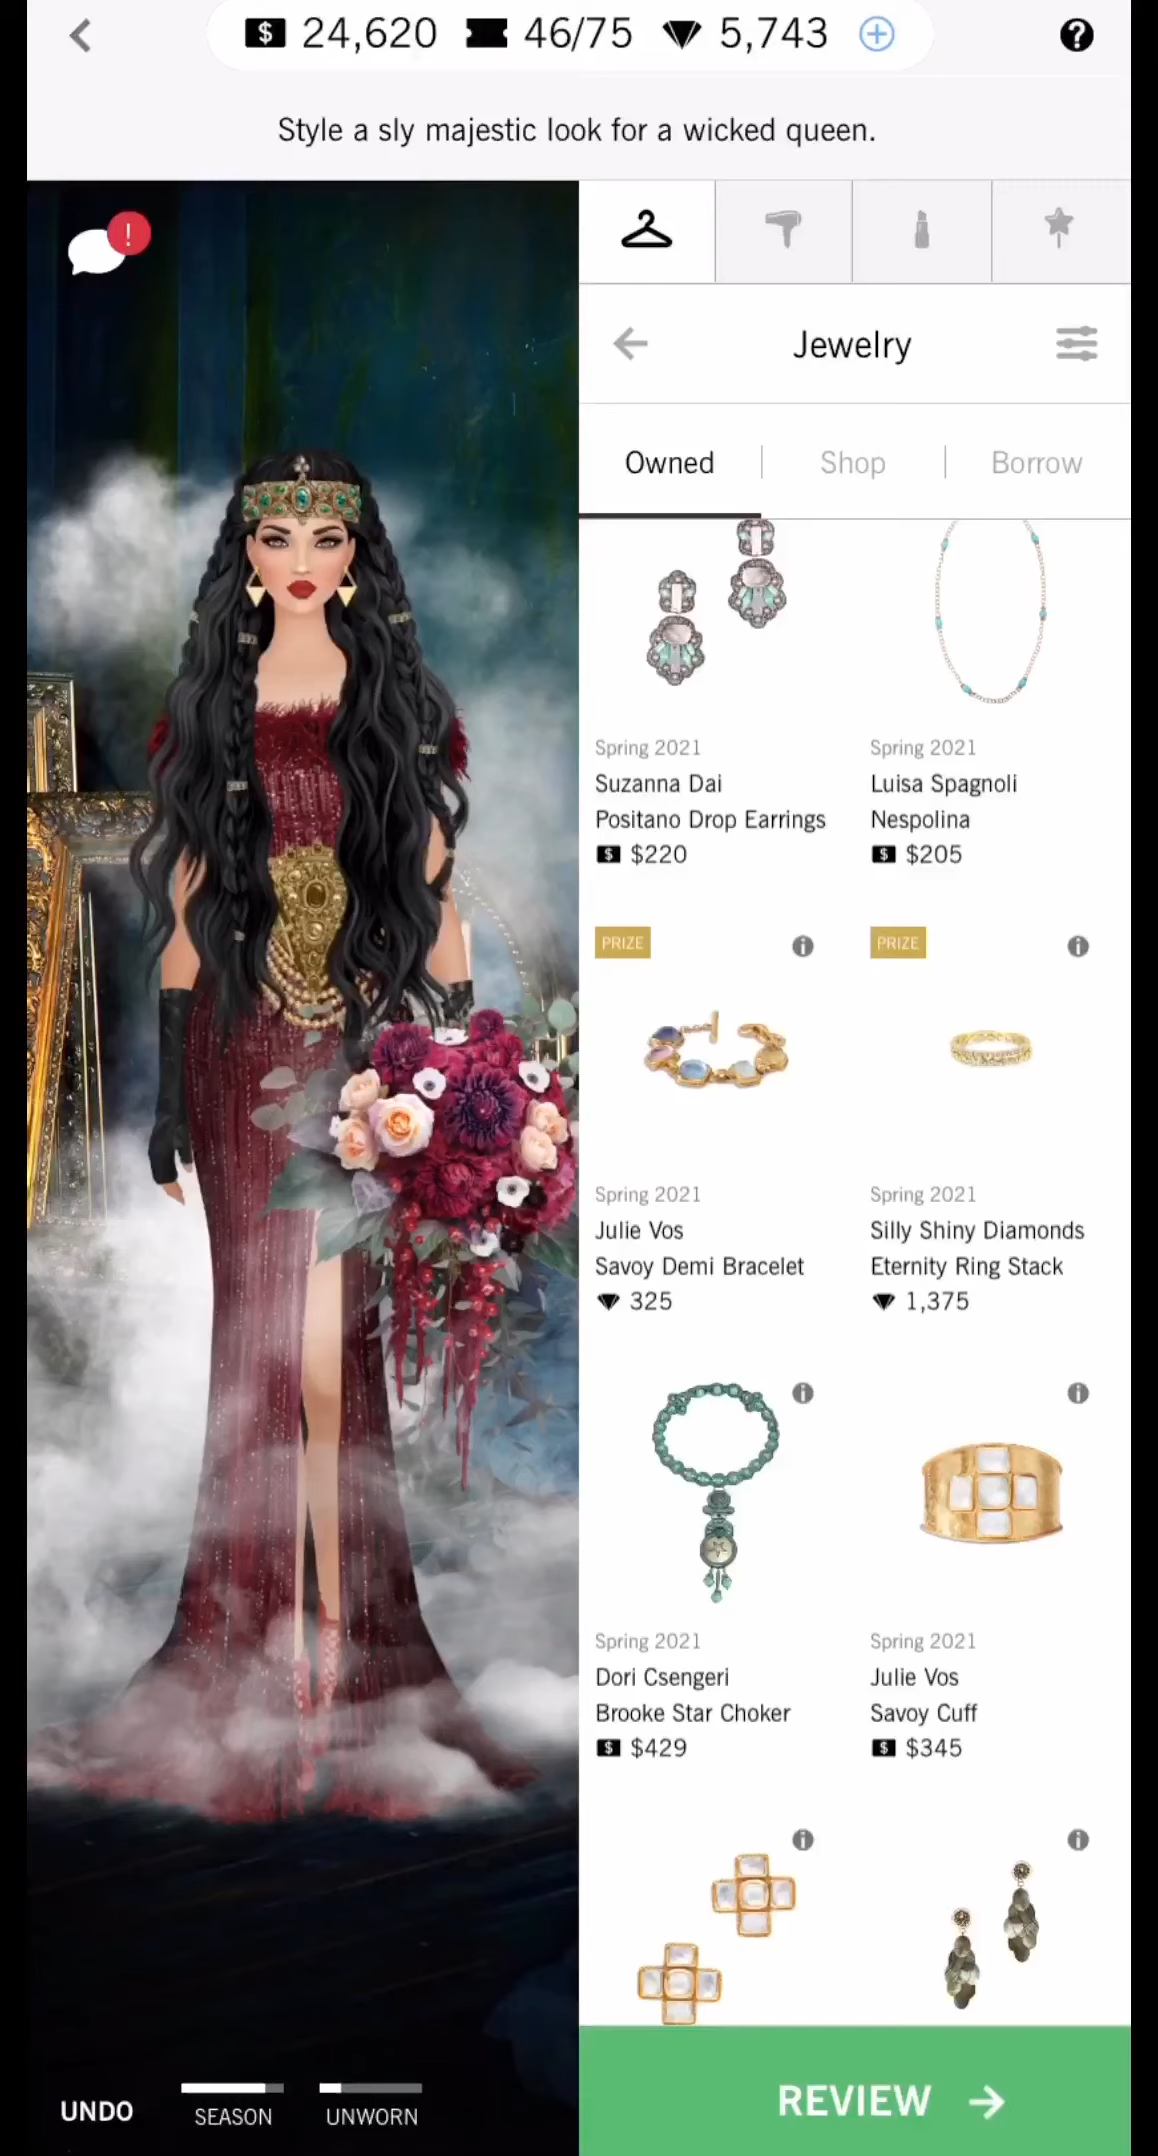 $ 24,620 46/75 5,743 + ?
Style a sly majestic look for a wicked queen.
!
Jewelry
Owned Shop Borrow
Spring 2021
Suzanna Dai
Positano Drop Earrings
$ $220
Spring 2021
Luisa Spagnoli
Nespolina
$ $205
PRIZE i
Spring 2021
Julie Vos
Savoy Demi Bracelet
325
PRIZE i
Spring 2021
Silly Shiny Diamonds
Eternity Ring Stack
1,375
i
Spring 2021
Dori Csengeri
Brooke Star Choker
$ $429
i
Spring 2021
Julie Vos
Savoy Cuff
$ $345
i
i
UNDO SEASON UNWORN
REVIEW →